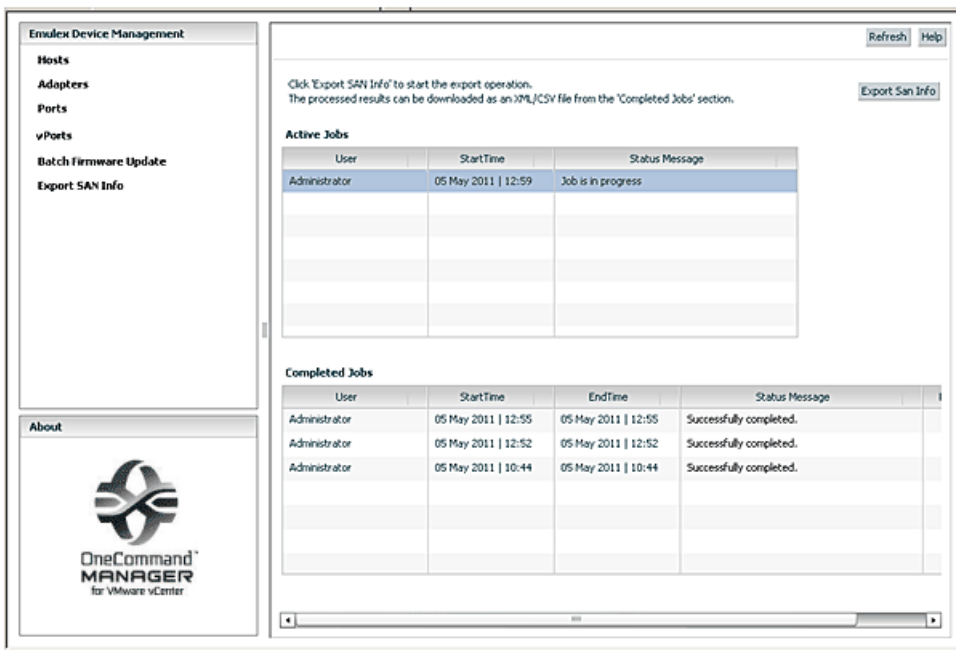 Emulex Device Management
Hosts
Adapters
Ports
vPorts
Batch Firmware Update
Export SAN Info
About
OneCommand™
MANAGER
for VMware vCenter
Refresh Help
Click 'Export SAN Info' to start the export operation.
The processed results can be downloaded as an XML/CSV file from the 'Completed Jobs' section.
Export San Info
Active Jobs
User StartTime Status Message
Administrator 05 May 2011 | 12:59 Job is in progress
Completed Jobs
User StartTime EndTime Status Message
Administrator 05 May 2011 | 12:55 05 May 2011 | 12:55 Successfully completed.
Administrator 05 May 2011 | 12:52 05 May 2011 | 12:52 Successfully completed.
Administrator 05 May 2011 | 10:44 05 May 2011 | 10:44 Successfully completed.